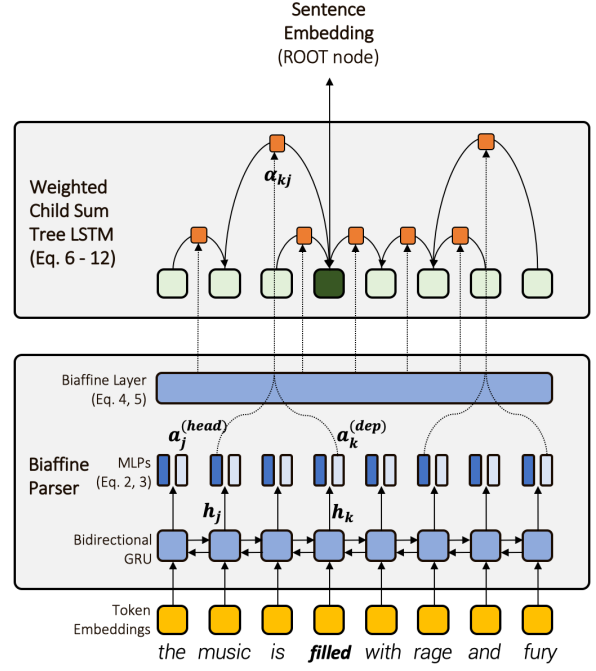 Sentence
Embedding
(ROOT node)
Weighted
Child Sum
Tree LSTM
(Eq. 6 - 12)
α_kj
Biaffine Layer
(Eq. 4, 5)
a_j^(head)
a_k^(dep)
Biaffine
Parser
MLPs
(Eq. 2, 3)
h_j
h_k
Bidirectional
GRU
Token
Embeddings
the music is filled with rage and fury